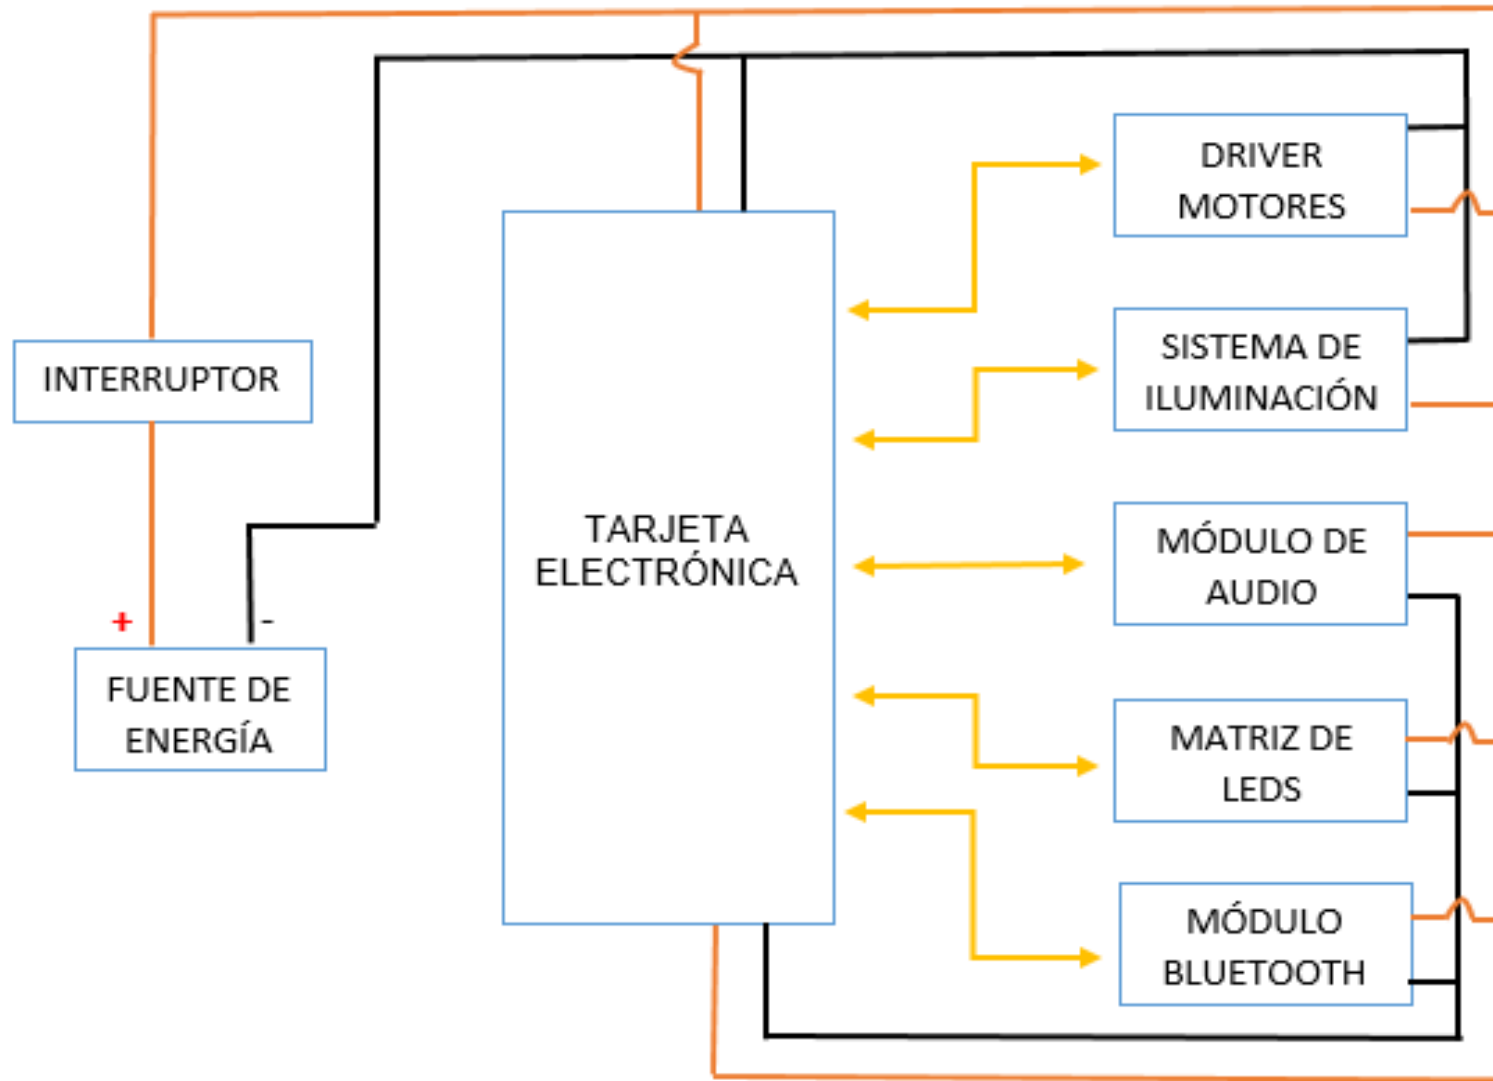 DRIVER
MOTORES
INTERRUPTOR
SISTEMA DE
ILUMINACIÓN
TARJETA
ELECTRÓNICA
MÓDULO DE
AUDIO
+
-
FUENTE DE
ENERGÍA
MATRIZ DE
LEDS
MÓDULO
BLUETOOTH